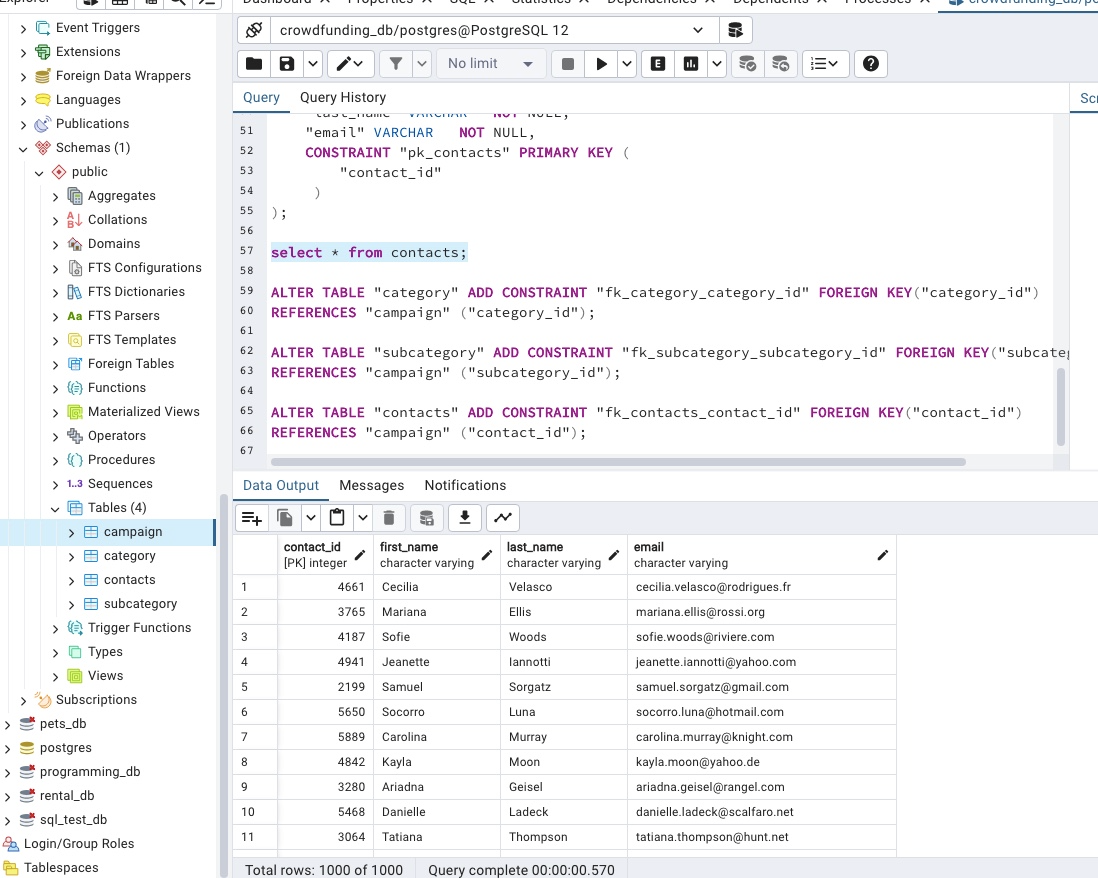 Explorer
Dashboard
Properties
SQL
Statistics
Dependencies
Dependents
Processes
Event Triggers
Extensions
Foreign Data Wrappers
Languages
Publications
Schemas (1)
public
Aggregates
Collations
Domains
FTS Configurations
FTS Dictionaries
Aa FTS Parsers
FTS Templates
Foreign Tables
Functions
Materialized Views
Operators
Procedures
1..3 Sequences
Tables (4)
campaign
category
contacts
subcategory
Trigger Functions
Types
Views
Subscriptions
pets_db
postgres
programming_db
rental_db
sql_test_db
Login/Group Roles
Tablespaces
crowdfunding_db/postgres@PostgreSQL 12
No limit
Query Query History
Scr
"last_name" VARCHAR NOT NULL,
51 "email" VARCHAR NOT NULL,
52 CONSTRAINT "pk_contacts" PRIMARY KEY (
53 "contact_id"
54 )
55 );
56
57 select * from contacts;
58
59 ALTER TABLE "category" ADD CONSTRAINT "fk_category_category_id" FOREIGN KEY("category_id")
60 REFERENCES "campaign" ("category_id");
61
62 ALTER TABLE "subcategory" ADD CONSTRAINT "fk_subcategory_subcategory_id" FOREIGN KEY("subcateg
63 REFERENCES "campaign" ("subcategory_id");
64
65 ALTER TABLE "contacts" ADD CONSTRAINT "fk_contacts_contact_id" FOREIGN KEY("contact_id")
66 REFERENCES "campaign" ("contact_id");
67
Data Output Messages Notifications
contact_id first_name last_name email
[PK] integer character varying character varying character varying
1 4661 Cecilia Velasco cecilia.velasco@rodrigues.fr
2 3765 Mariana Ellis mariana.ellis@rossi.org
3 4187 Sofie Woods sofie.woods@riviere.com
4 4941 Jeanette Iannotti jeanette.iannotti@yahoo.com
5 2199 Samuel Sorgatz samuel.sorgatz@gmail.com
6 5650 Socorro Luna socorro.luna@hotmail.com
7 5889 Carolina Murray carolina.murray@knight.com
8 4842 Kayla Moon kayla.moon@yahoo.de
9 3280 Ariadna Geisel ariadna.geisel@rangel.com
10 5468 Danielle Ladeck danielle.ladeck@scalfaro.net
11 3064 Tatiana Thompson tatiana.thompson@hunt.net
Total rows: 1000 of 1000 Query complete 00:00:00.570